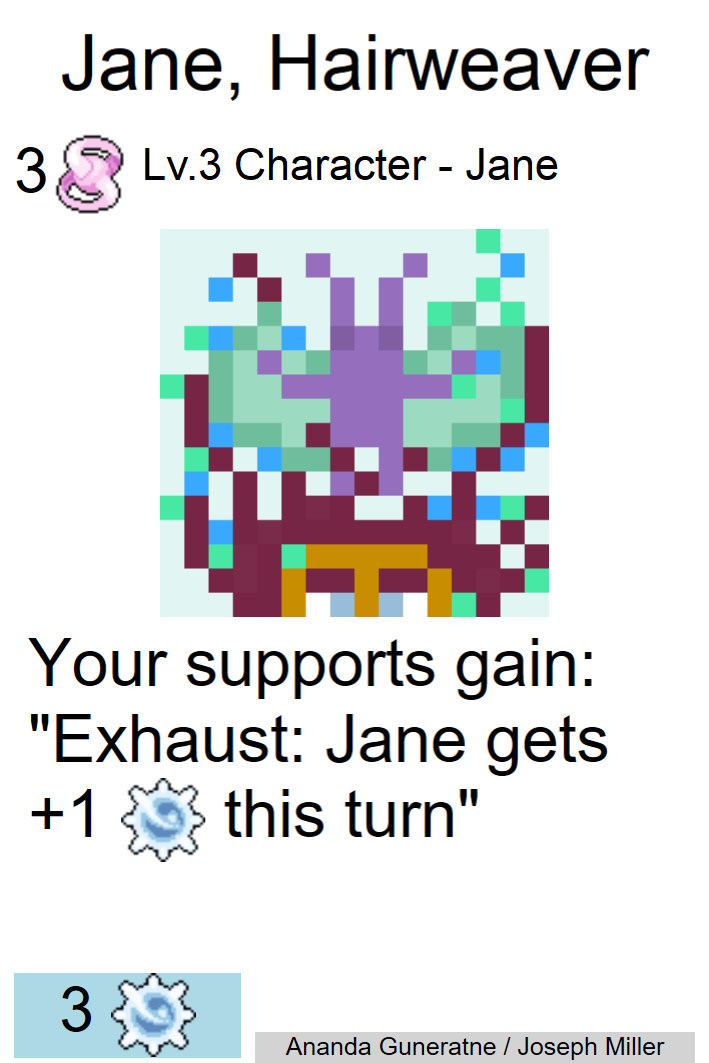 Jane, Hairweaver
3 Lv.3 Character - Jane
Your supports gain:
"Exhaust: Jane gets
+1 this turn"
3
Ananda Guneratne / Joseph Miller